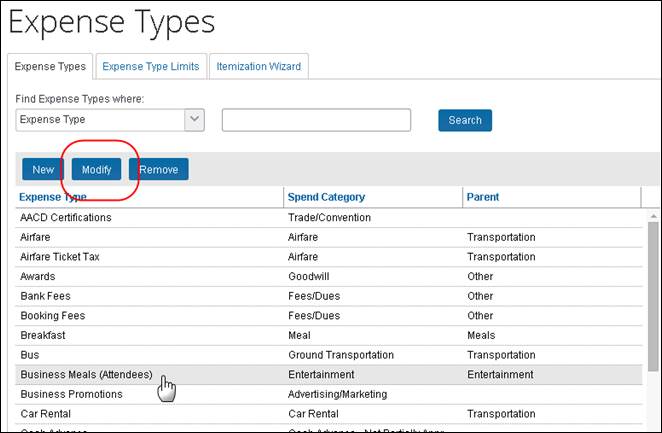 Expense Types
Expense Types Expense Type Limits Itemization Wizard
Find Expense Types where:
Expense Type Search
New Modify Remove
Expense Type Spend Category Parent
AACD Certifications Trade/Convention
Airfare Airfare Transportation
Airfare Ticket Tax Airfare Transportation
Awards Goodwill Other
Bank Fees Fees/Dues Other
Booking Fees Fees/Dues Other
Breakfast Meal Meals
Bus Ground Transportation Transportation
Business Meals (Attendees) Entertainment Entertainment
Business Promotions Advertising/Marketing
Car Rental Car Rental Transportation